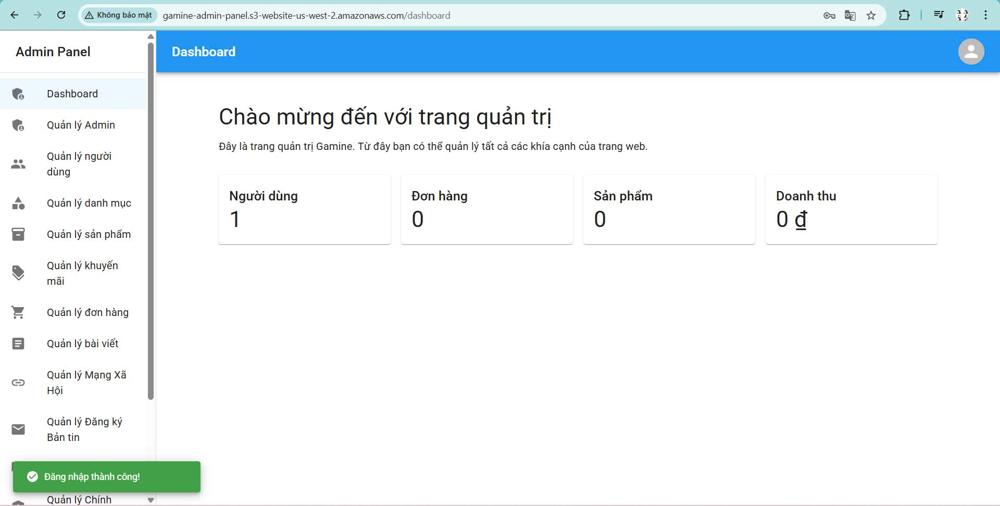 Không bảo mật
gamine-admin-panel.s3-website-us-west-2.amazonaws.com/dashboard
Admin Panel
Dashboard
Dashboard
Quản lý Admin
Quản lý người
dùng
Quản lý danh mục
Quản lý sản phẩm
Quản lý khuyến
mãi
Quản lý đơn hàng
Quản lý bài viết
Quản lý Mạng Xã
Hội
Quản lý Đăng ký
Bản tin
Quản lý Chính
Chào mừng đến với trang quản trị
Đây là trang quản trị Gamine. Từ đây bạn có thể quản lý tất cả các khía cạnh của trang web.
Người dùng
1
Đơn hàng
0
Sản phẩm
0
Doanh thu
0 ₫
Đăng nhập thành công!